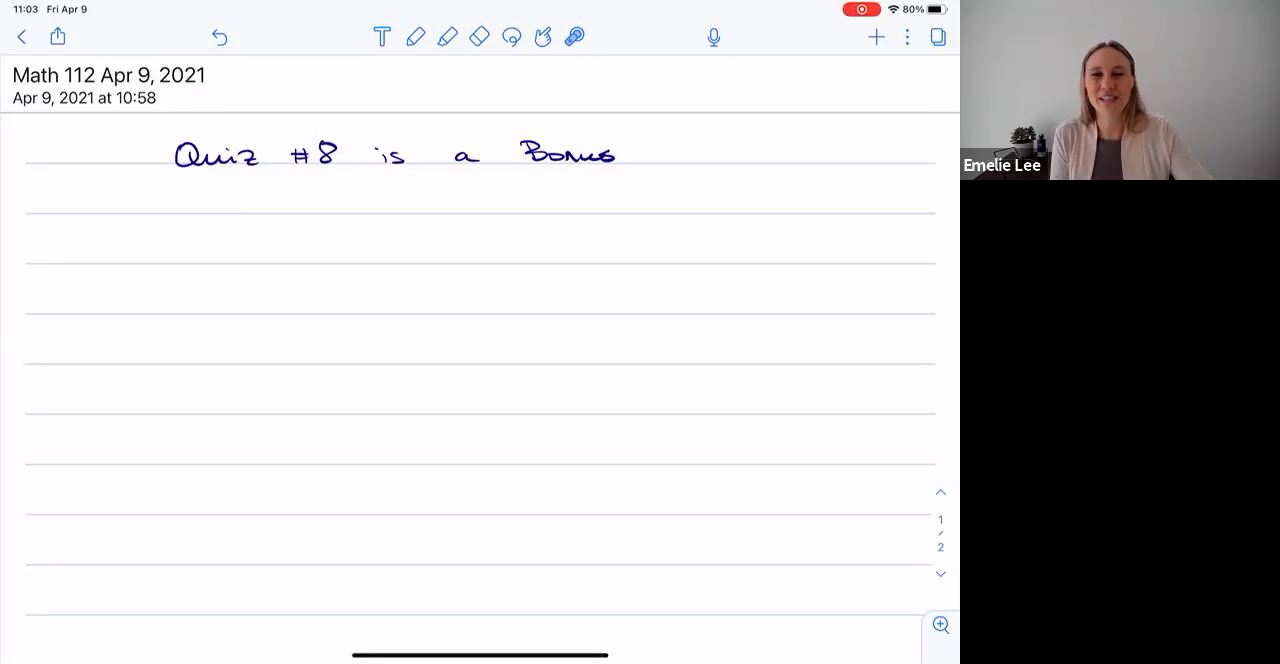 11:03 Fri Apr 9
80%
T
Math 112 Apr 9, 2021
Apr 9, 2021 at 10:58
Quiz #8 is a Bonus
Emelie Lee
1
/
2